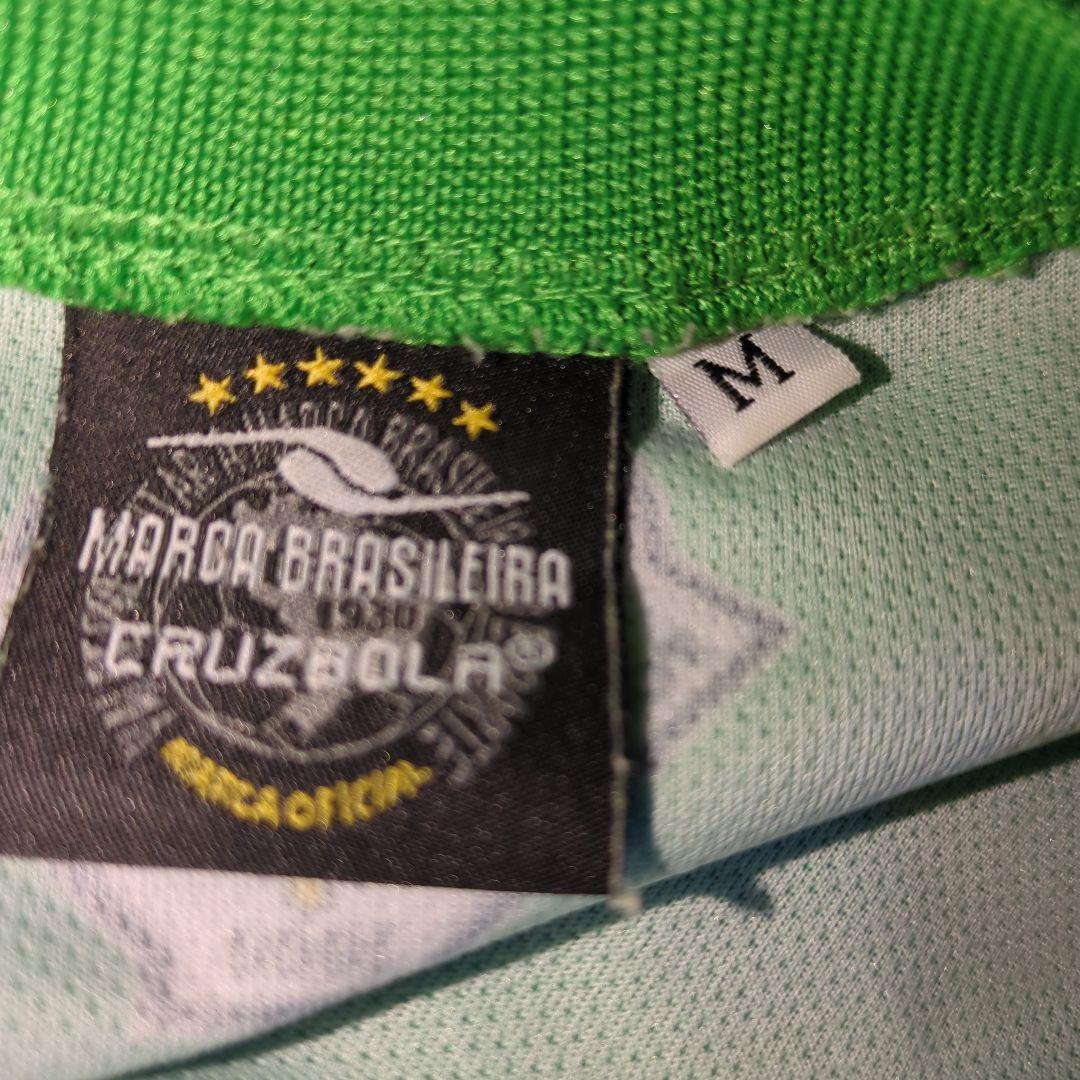 M
MARCA BRASILEIRA
1930
CRUZBOLA®
MARCA OFICIAL